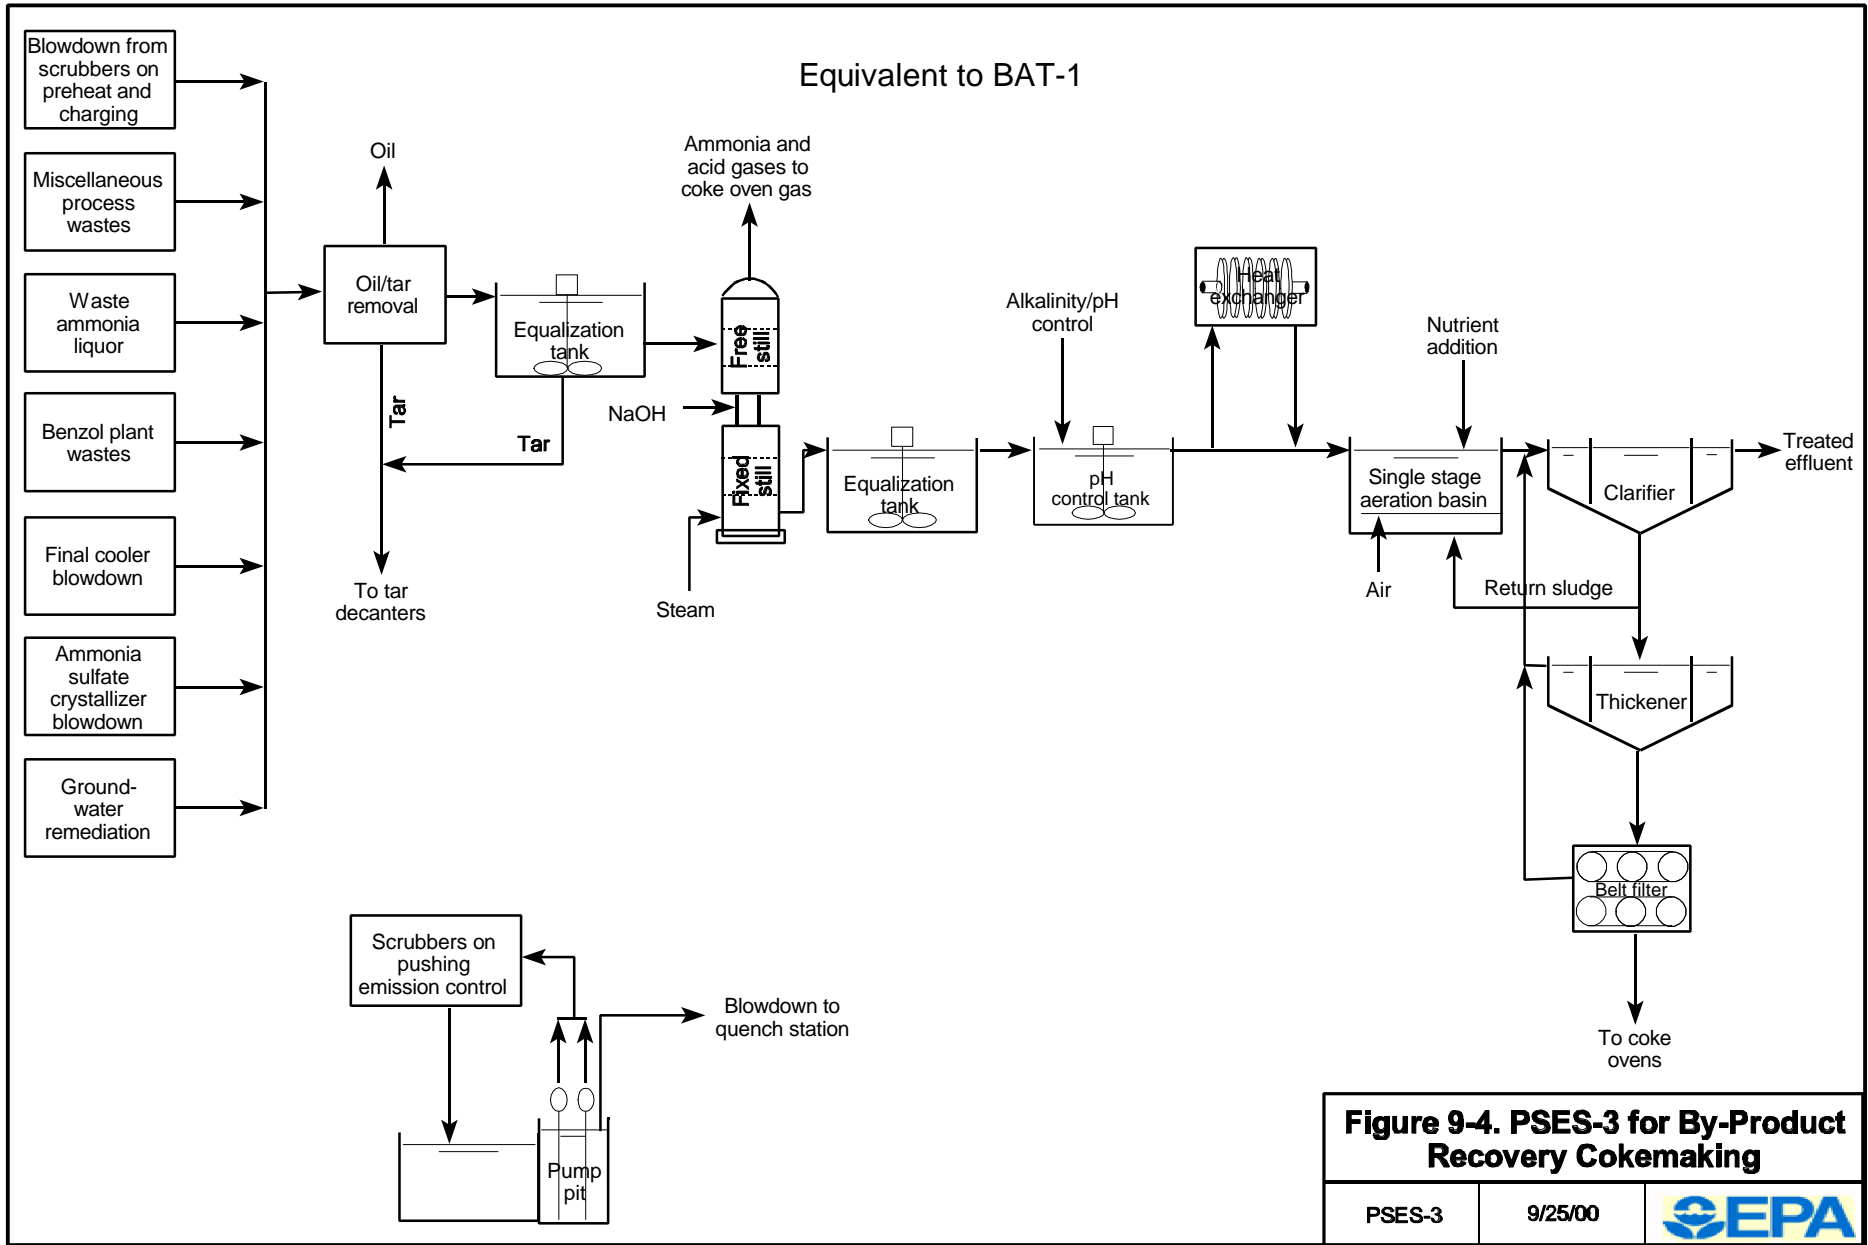 Equivalent to BAT-1
Blowdown from
scrubbers on
preheat and
charging
Miscellaneous
process
wastes
Waste
ammonia
liquor
Benzol plant
wastes
Final cooler
blowdown
Ammonia
sulfate
crystallizer
blowdown
Ground-
water
remediation
Oil
Oil/tar
removal
Tar
To tar
decanters
Equalization
tank
Tar
Ammonia and
acid gases to
coke oven gas
Free
still
NaOH
Fixed
still
Steam
Equalization
tank
Alkalinity/pH
control
pH
control tank
Heat
exchanger
Nutrient
addition
Single stage
aeration basin
Air
Return sludge
Clarifier
Treated
effluent
Thickener
Belt filter
To coke
ovens
Scrubbers on
pushing
emission control
Blowdown to
quench station
Pump
pit
Figure 9-4. PSES-3 for By-Product
Recovery Cokemaking
PSES-3
9/25/00
EPA